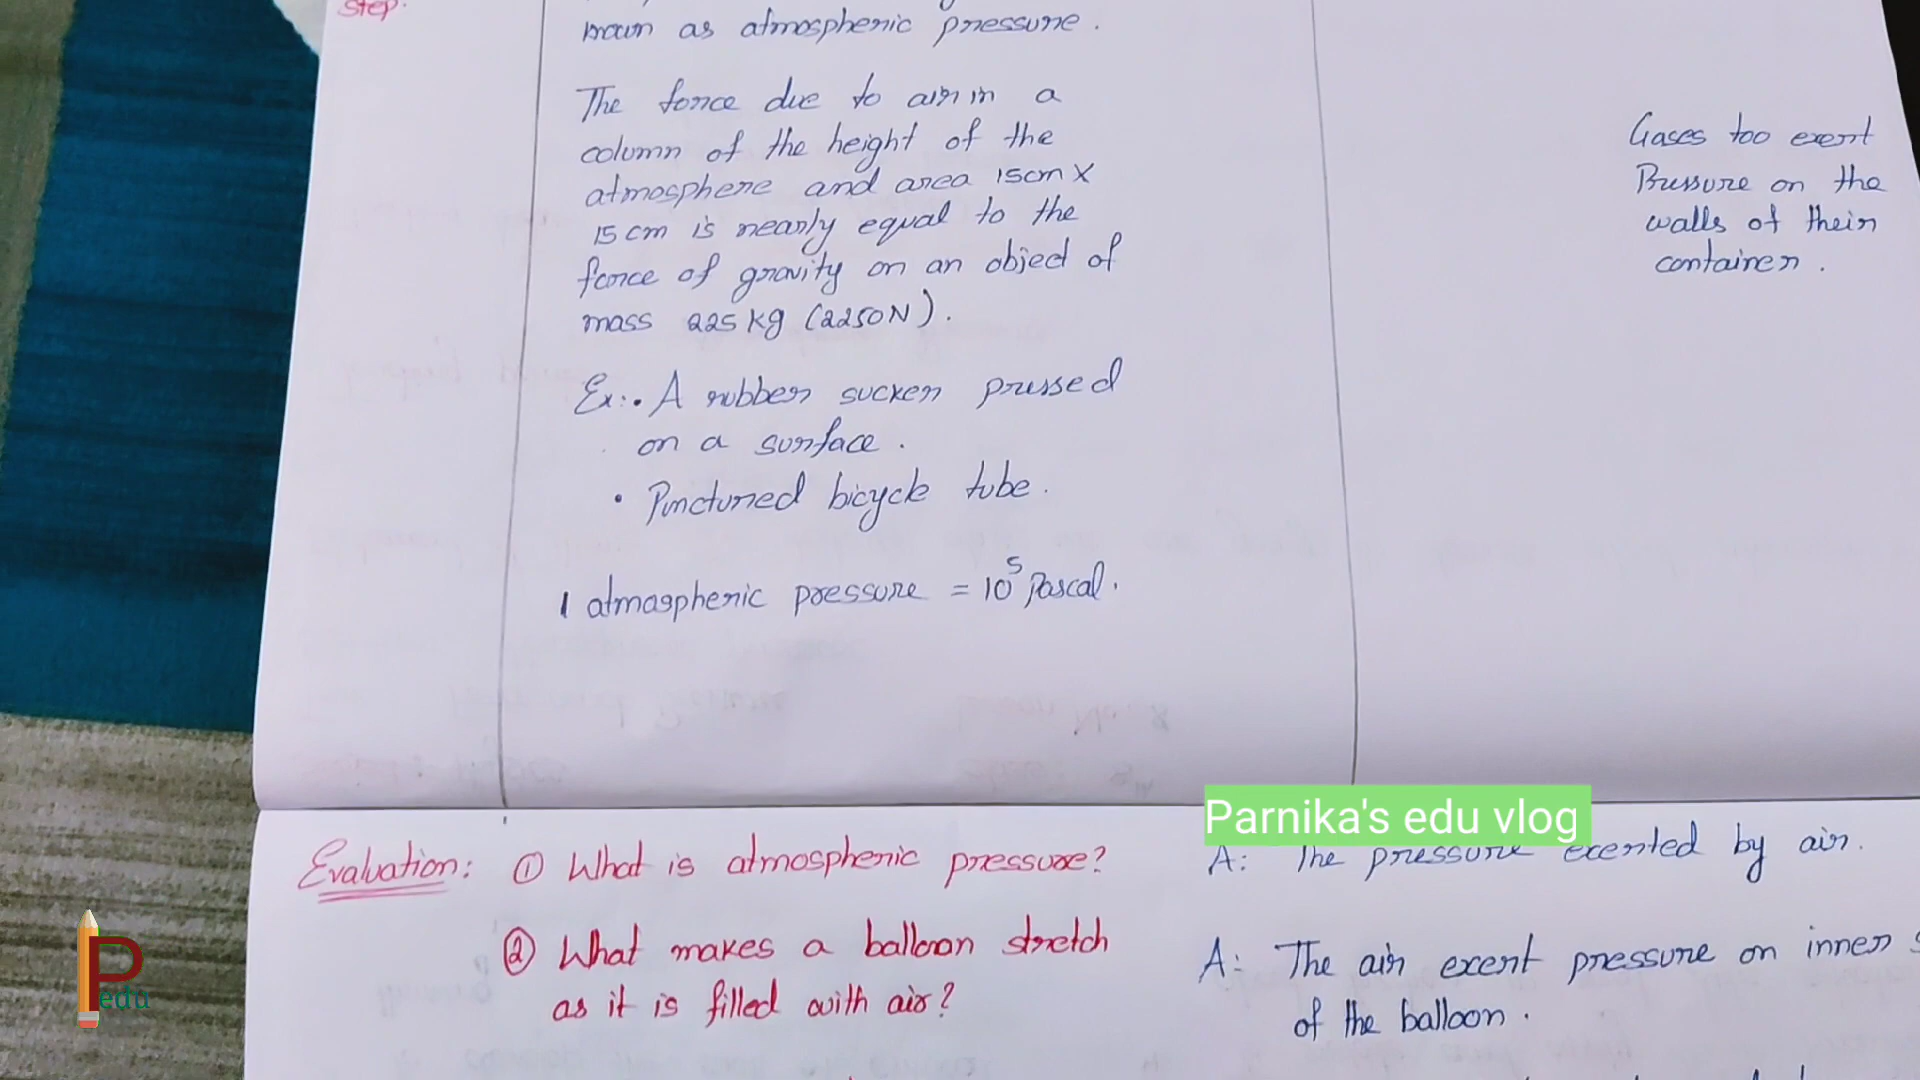 Step.
known as atmospheric pressure.
The force due to air in a
column of the height of the
atmosphere and area 15cm X
15 cm is nearly equal to the
force of gravity on an object of
mass 225 kg (2250N).
Ex:. A rubber sucker pressed
on a surface.
• Punctured bicycle tube.
1 atmaspheric pressure = 10⁵ Pascal.
Gases too exert
Pressure on the
walls of their
container.
Parnika's edu vlog
Evaluation: ① What is atmospheric pressure?
A: The pressure exerted by air.
② What makes a balloon stretch
as it is filled with air?
A: The air exert pressure on inner
of the balloon.
P
edu